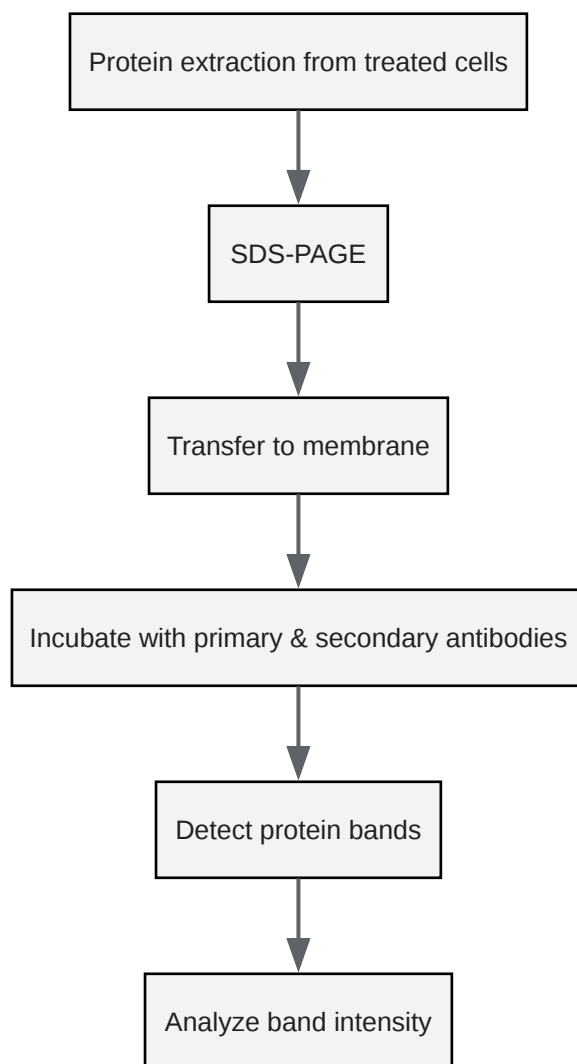 Protein extraction from treated cells
SDS-PAGE
Transfer to membrane
Incubate with primary & secondary antibodies
Detect protein bands
Analyze band intensity